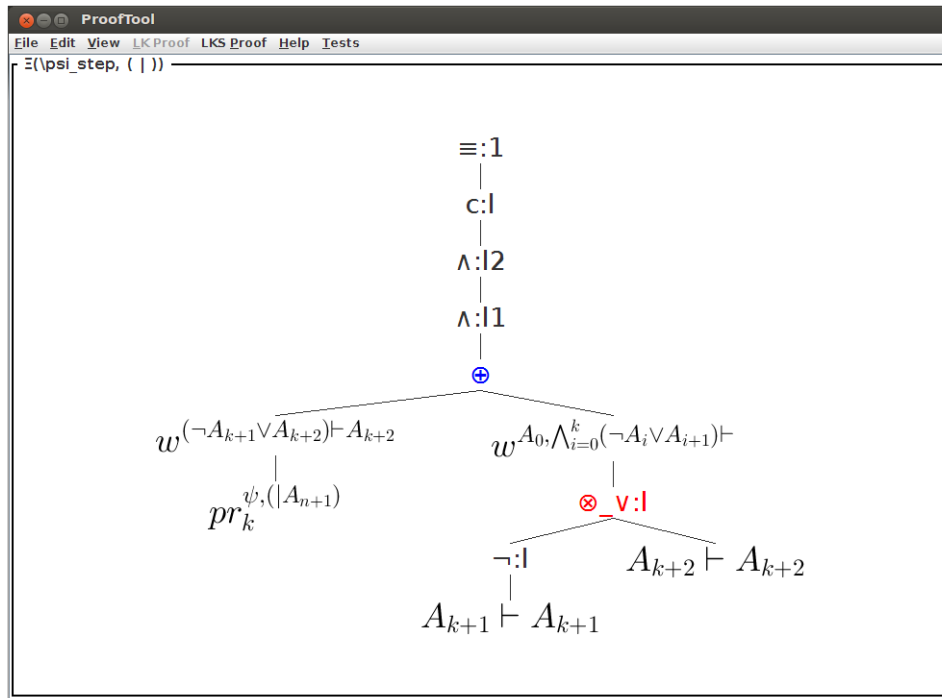 ProofTool
File Edit View LK Proof LKS Proof Help Tests
Ξ(\psi_step, ( | ))
≡:1
c:l
∧:l2
∧:l1
⊕
w^{(¬A_{k+1}∨A_{k+2})⊢A_{k+2}} w^{A_0,⋀_{i=0}^{k}(¬A_i∨A_{i+1})⊢}
pr_k^{ψ,(|A_{n+1})} ⊗_∨:l
¬:l A_{k+2} ⊢ A_{k+2}
A_{k+1} ⊢ A_{k+1}